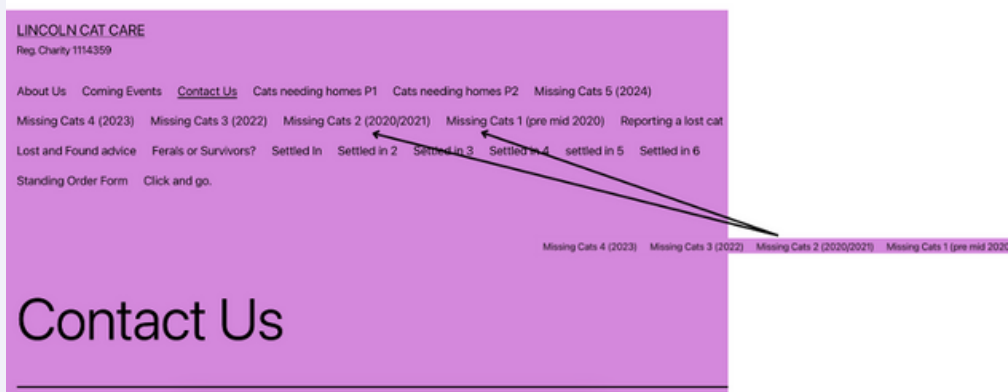 LINCOLN CAT CARE
Reg. Charity 1114359
About Us Coming Events Contact Us Cats needing homes P1 Cats needing homes P2 Missing Cats 5 (2024)
Missing Cats 4 (2023) Missing Cats 3 (2022) Missing Cats 2 (2020/2021) Missing Cats 1 (pre mid 2020) Reporting a lost cat
Lost and Found advice Ferals or Survivors? Settled In Settled in 2 Settled in 3 Settled in 4 settled in 5 Settled in 6
Standing Order Form Click and go.
Missing Cats 4 (2023) Missing Cats 3 (2022) Missing Cats 2 (2020/2021) Missing Cats 1 (pre mid 2020
Contact Us